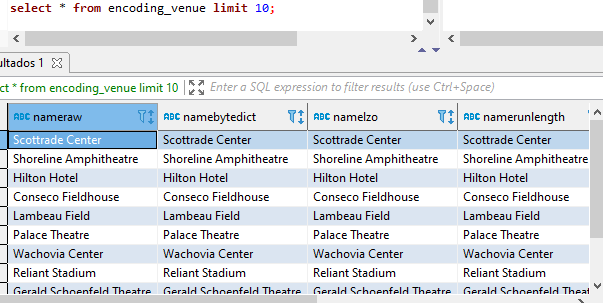 select * from encoding_venue limit 10;
ultados 1
ct * from encoding_venue limit 10 Enter a SQL expression to filter results (use Ctrl+Space)
ABC nameraw ABC namebytedict ABC namelzo ABC namerunlength
Scottrade Center Scottrade Center Scottrade Center Scottrade Center
Shoreline Amphitheatre Shoreline Amphitheatre Shoreline Amphitheatre Shoreline Amphitheatre
Hilton Hotel Hilton Hotel Hilton Hotel Hilton Hotel
Conseco Fieldhouse Conseco Fieldhouse Conseco Fieldhouse Conseco Fieldhouse
Lambeau Field Lambeau Field Lambeau Field Lambeau Field
Palace Theatre Palace Theatre Palace Theatre Palace Theatre
Wachovia Center Wachovia Center Wachovia Center Wachovia Center
Reliant Stadium Reliant Stadium Reliant Stadium Reliant Stadium
Gerald Schoenfeld Theatre Gerald Schoenfeld Theatre Gerald Schoenfeld Theatre Gerald Schoenfeld Theatre